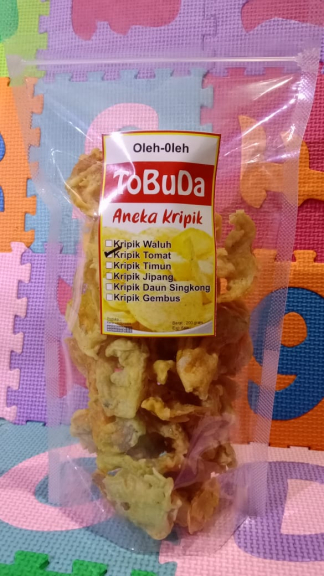 Oleh-Oleh
ToBuDa
Aneka Kripik
Kripik Waluh
Kripik Tomat
Kripik Timun
Kripik Jipang
Kripik Daun Singkong
Kripik Gembus